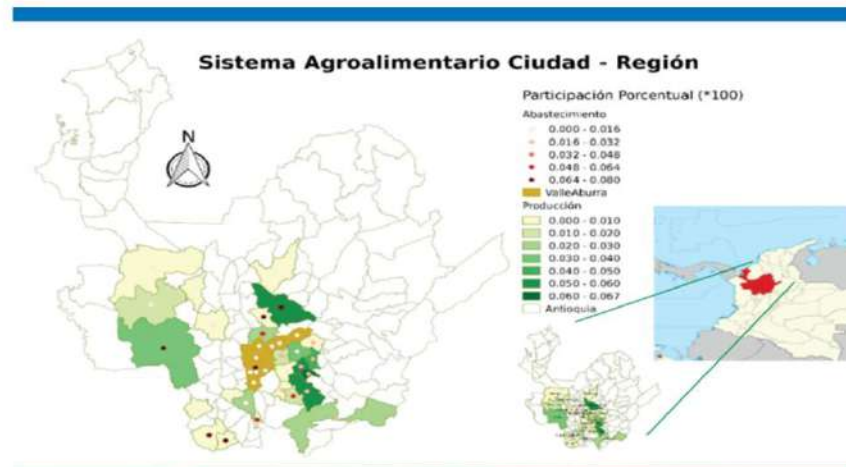 Sistema Agroalimentario Ciudad - Región
N
Participación Porcentual (*100)
Abastecimiento
0.000 - 0.016
0.016 - 0.032
0.032 - 0.048
0.048 - 0.064
0.064 - 0.080
ValleAburra
Producción
0.000 - 0.010
0.010 - 0.020
0.020 - 0.030
0.030 - 0.040
0.040 - 0.050
0.050 - 0.060
0.060 - 0.067
Antioquia